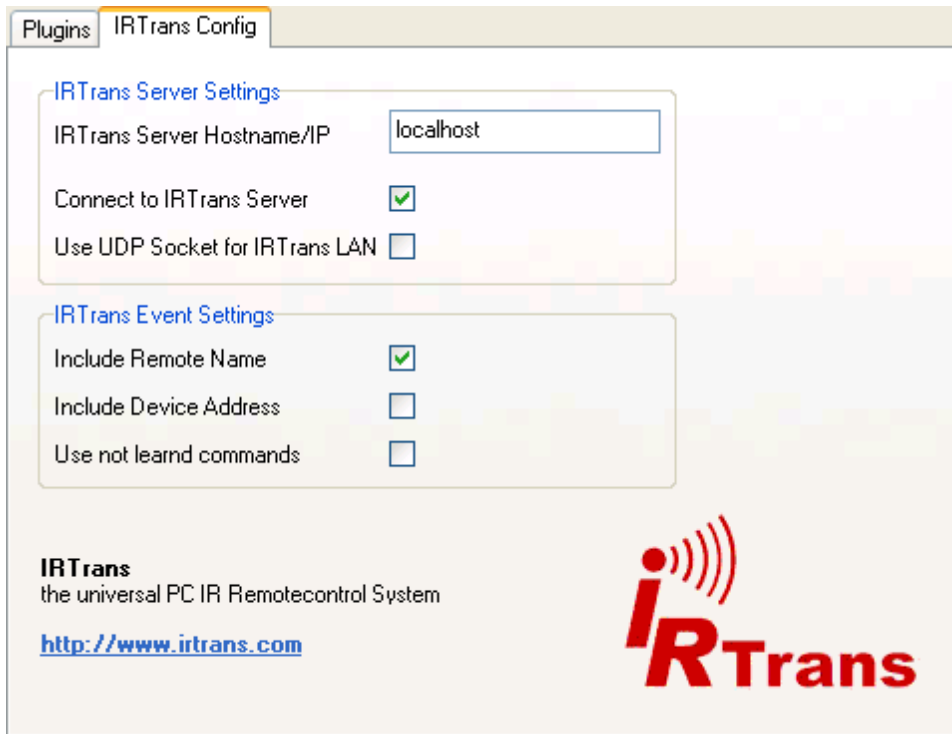 Plugins
IRTrans Config
IRTrans Server Settings
IRTrans Server Hostname/IP
localhost
Connect to IRTrans Server
Use UDP Socket for IRTrans LAN
IRTrans Event Settings
Include Remote Name
Include Device Address
Use not learnd commands
IRTrans
the universal PC IR Remotecontrol System
http://www.irtrans.com
iRTrans